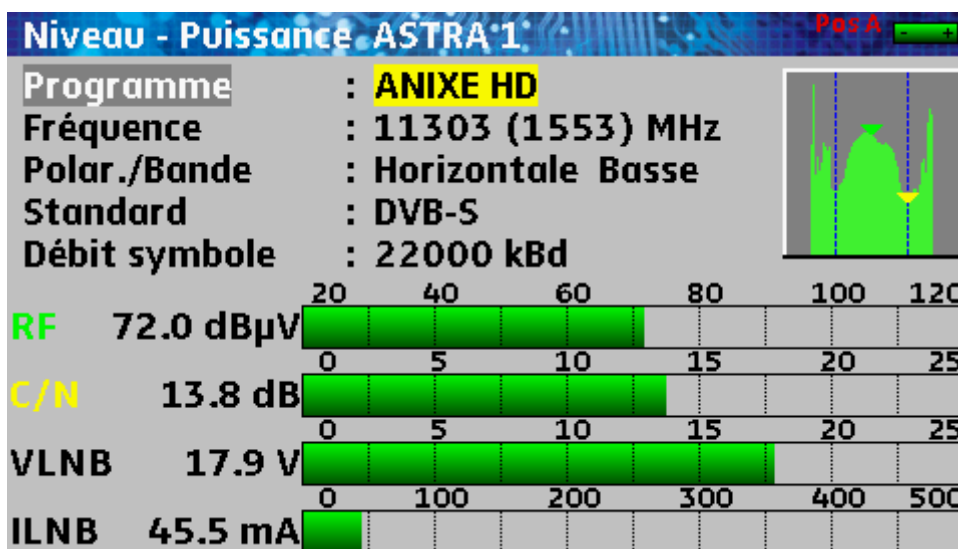 Niveau - Puissance ASTRA 1 Pos A - +
Programme : ANIXE HD
Fréquence : 11303 (1553) MHz
Polar./Bande : Horizontale Basse
Standard : DVB-S
Débit symbole : 22000 kBd
20 40 60 80 100 120
RF 72.0 dBµV
0 5 10 15 20 25
C/N 13.8 dB
0 5 10 15 20 25
VLNB 17.9 V
0 100 200 300 400 500
ILNB 45.5 mA